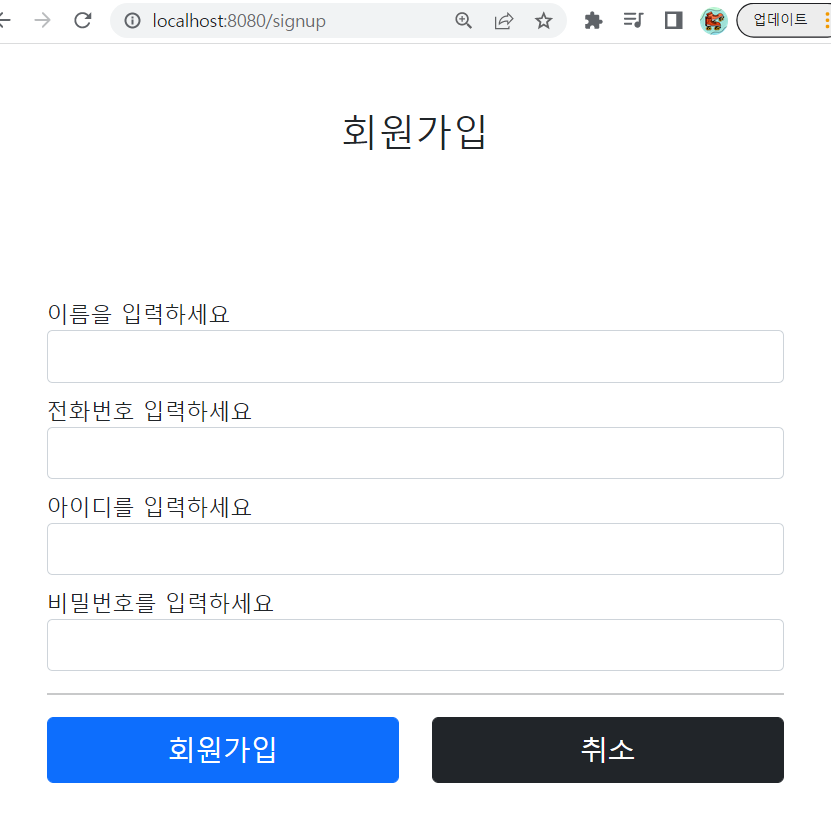 localhost:8080/signup
업데이트
회원가입
이름을 입력하세요
전화번호 입력하세요
아이디를 입력하세요
비밀번호를 입력하세요
회원가입
취소